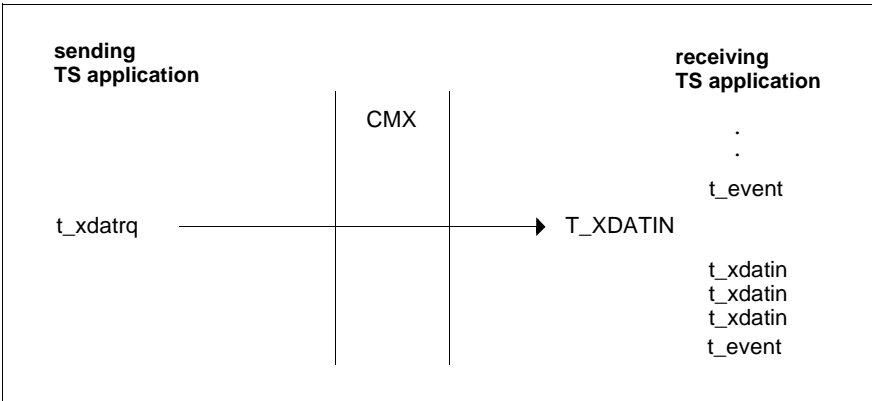 sending
TS application
receiving
TS application
CMX
.
.
t_event
t_xdatrq
T_XDATIN
t_xdatin
t_xdatin
t_xdatin
t_event